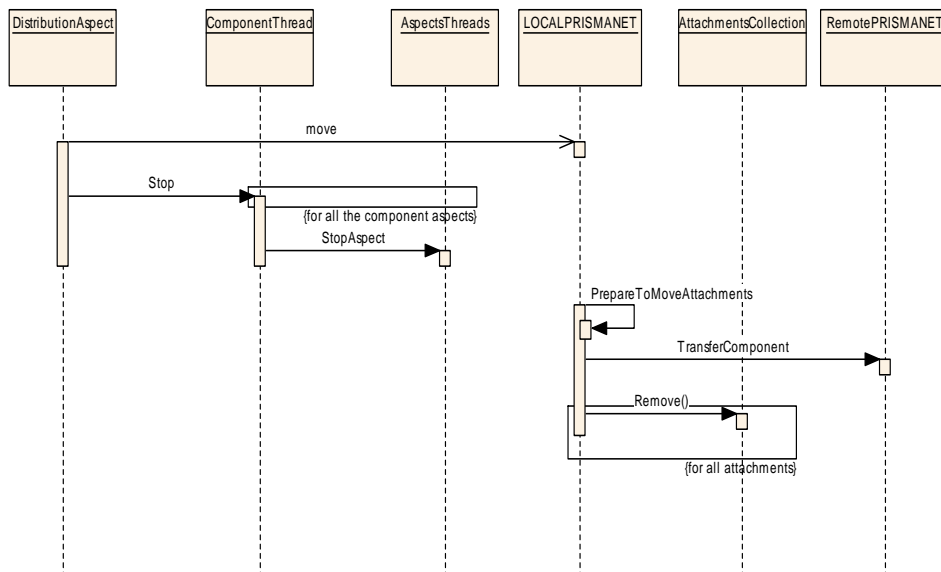 DistributionAspect
ComponentThread
AspectsThreads
LOCALPRISMANET
AttachmentsCollection
RemotePRISMANET
move
Stop
{for all the component aspects}
StopAspect
PrepareToMoveAttachments
TransferComponent
Remove()
{for all attachments}